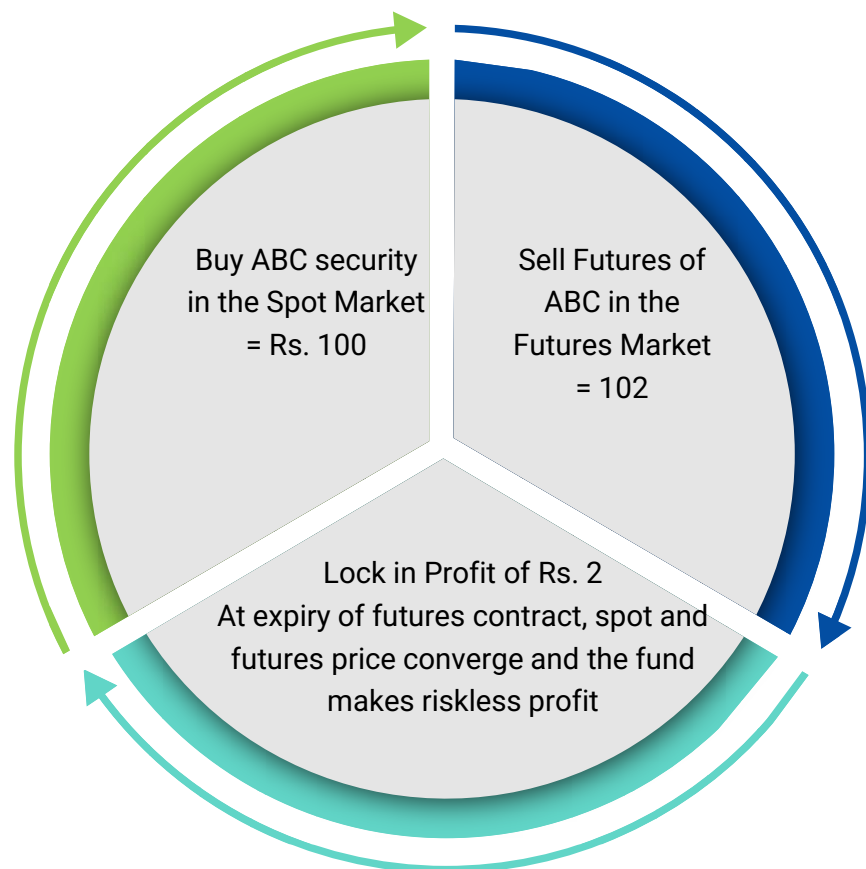 Buy ABC security
in the Spot Market
= Rs. 100
Sell Futures of
ABC in the
Futures Market
= 102
Lock in Profit of Rs. 2
At expiry of futures contract, spot and
futures price converge and the fund
makes riskless profit